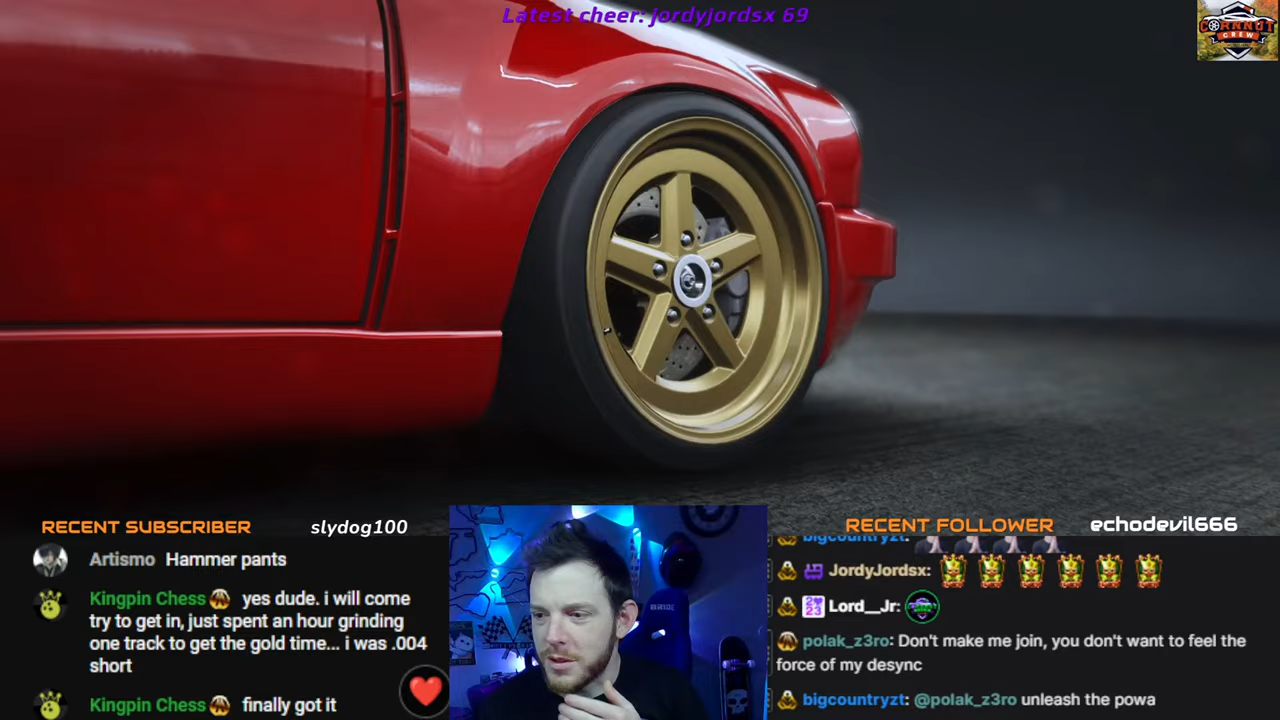 Latest cheer: jordyjordsx 69
CORNNUT
CREW
RECENT SUBSCRIBER slydog100
Artismo Hammer pants
Kingpin Chess yes dude. i will come
try to get in, just spent an hour grinding
one track to get the gold time... i was .004
short
Kingpin Chess finally got it
RECENT FOLLOWER echodevil666
bigcountryzt:
JordyJordsx:
Lord__Jr:
polak_z3ro: Don't make me join, you don't want to feel the
force of my desync
bigcountryzt: @polak_z3ro unleash the powa